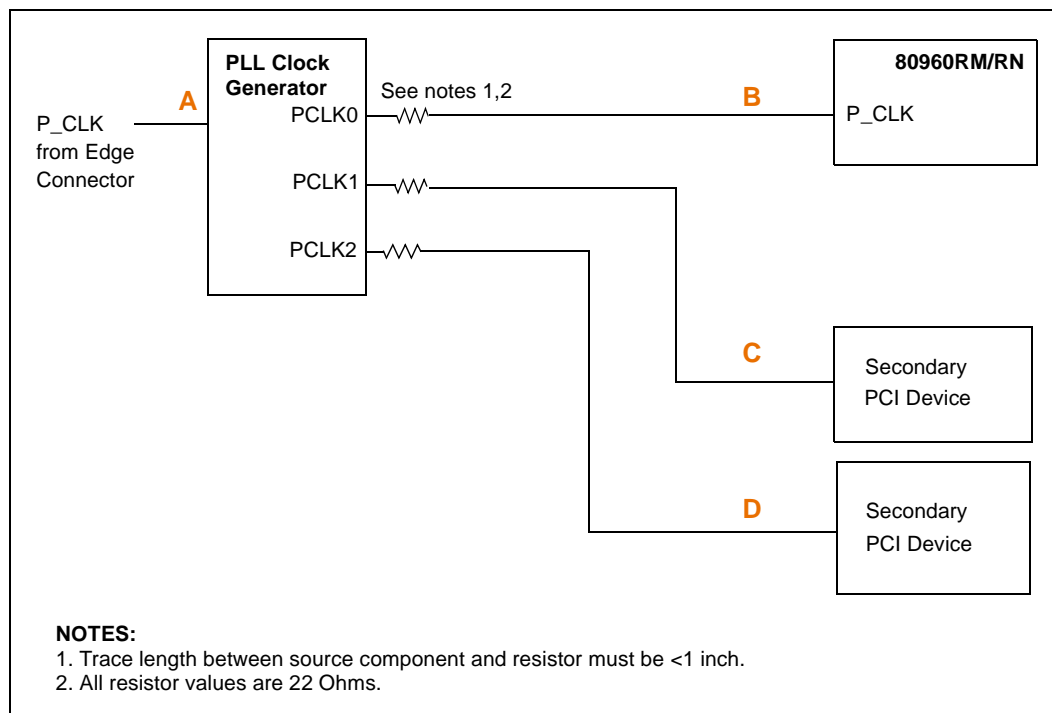 PLL Clock
Generator
80960RM/RN
A
See notes 1,2
B
PCLK0
P_CLK
P_CLK
from Edge
Connector
PCLK1
PCLK2
C
Secondary
PCI Device
D
Secondary
PCI Device
NOTES:
1. Trace length between source component and resistor must be <1 inch.
2. All resistor values are 22 Ohms.